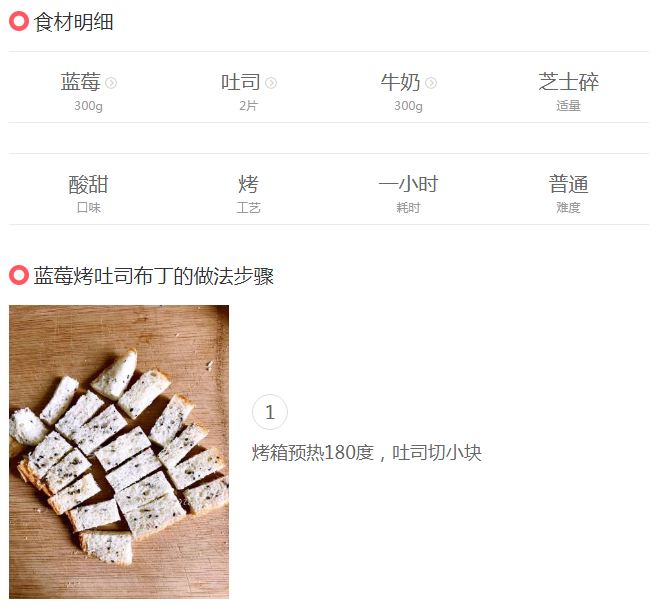 食材明细
蓝莓 吐司 牛奶 芝士碎
300g 2片 300g 适量
酸甜 烤 一小时 普通
口味 工艺 耗时 难度
蓝莓烤吐司布丁的做法步骤
1
烤箱预热180度，吐司切小块